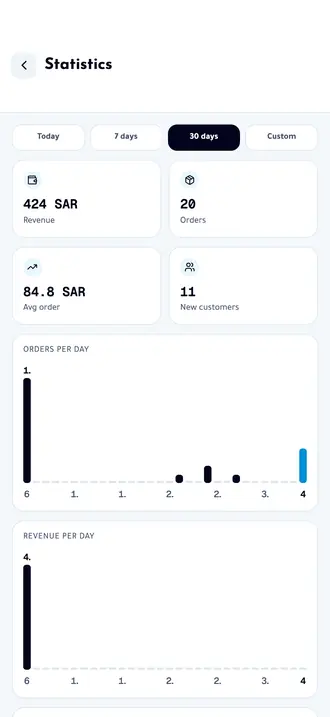 Statistics
Today 7 days 30 days Custom
424 SAR 20
Revenue Orders
84.8 SAR 11
Avg order New customers
ORDERS PER DAY
1.
6 1. 1. 2. 2. 3. 4
REVENUE PER DAY
4.
6 1. 1. 2. 2. 3. 4